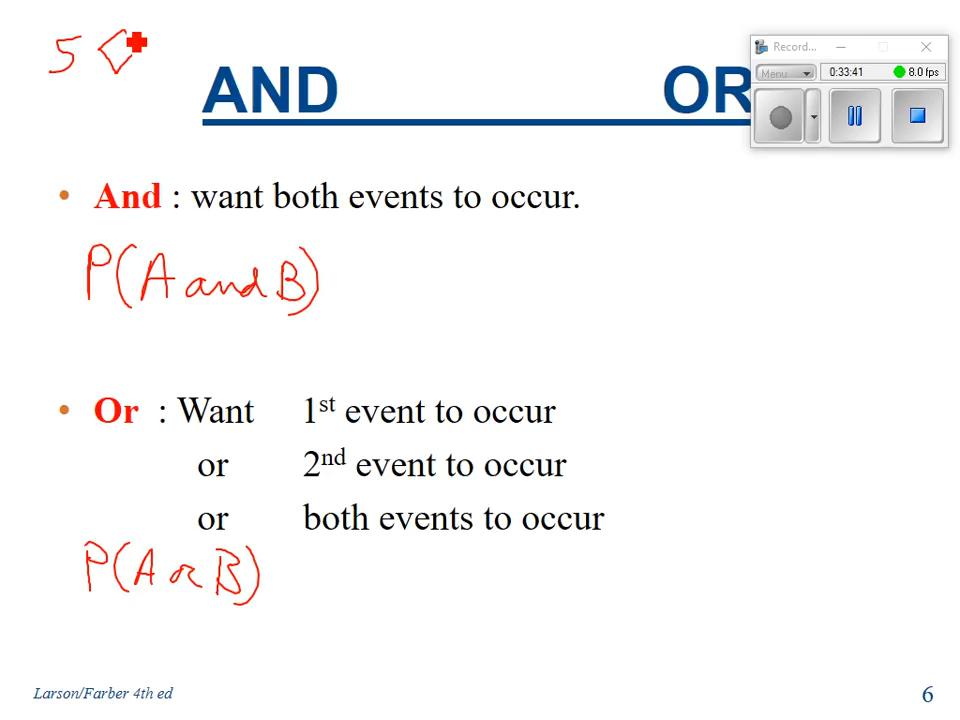 5 ◇
AND OR
Record...
Menu 0:33:41 8.0 fps
• And : want both events to occur.
P(A and B)
• Or : Want 1st event to occur
or 2nd event to occur
or both events to occur
P(A or B)
Larson/Farber 4th ed 6